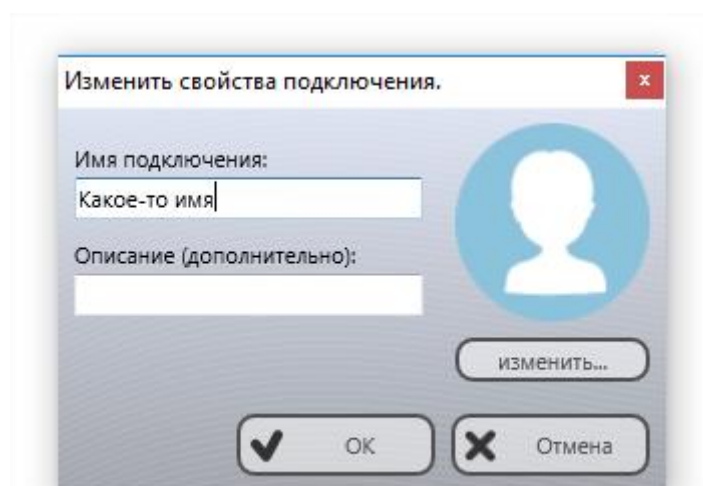 Изменить свойства подключения.
x
Имя подключения:
Какое-то имя
Описание (дополнительно):
изменить...
OK
Отмена